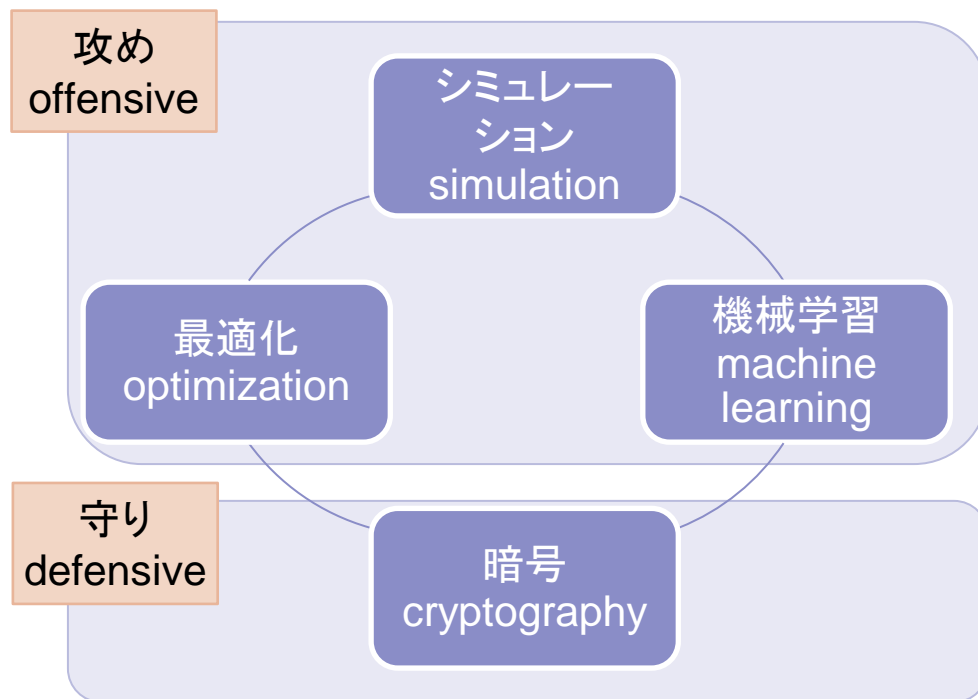 攻め
offensive
シミュレー
ション
simulation
最適化
optimization
機械学習
machine
learning
守り
defensive
暗号
cryptography